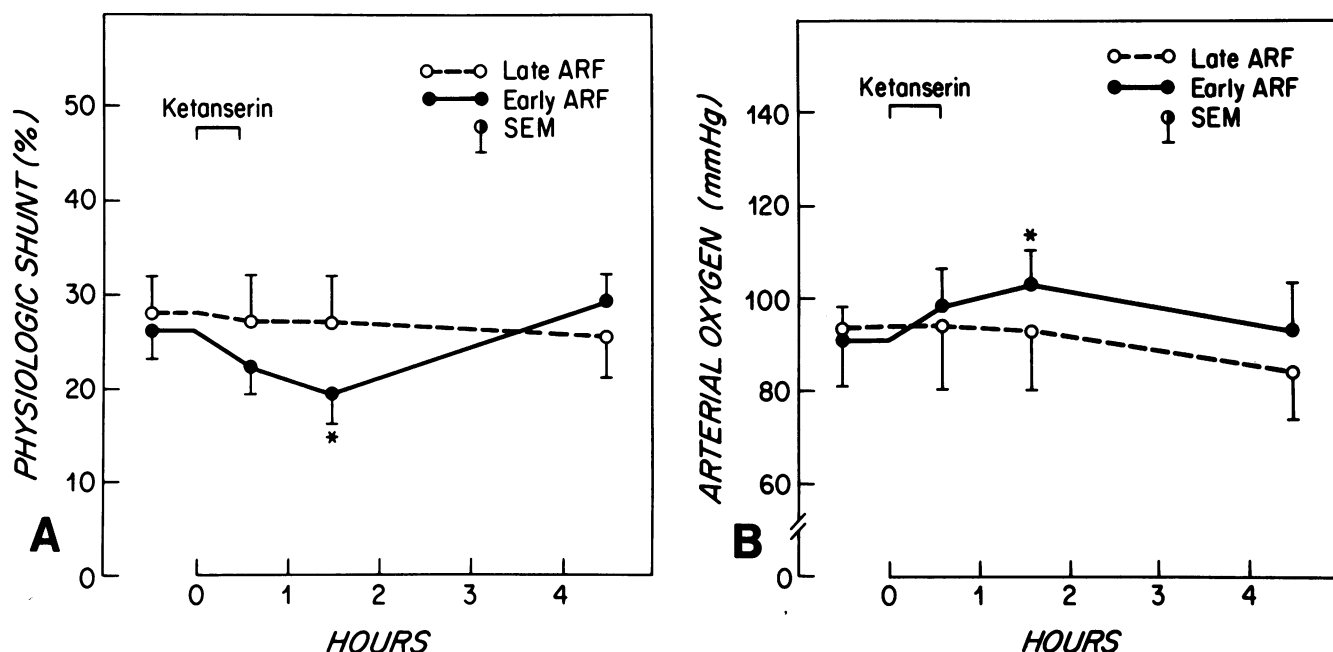 Late ARF
Early ARF
SEM
Ketanserin
*
PHYSIOLOGIC SHUNT (%)
50
40
30
20
10
0
0 1 2 3 4
HOURS
A
Late ARF
Early ARF
SEM
Ketanserin
*
ARTERIAL OXYGEN (mmHg)
140
120
100
80
60
0
0 1 2 3 4 5
HOURS
B